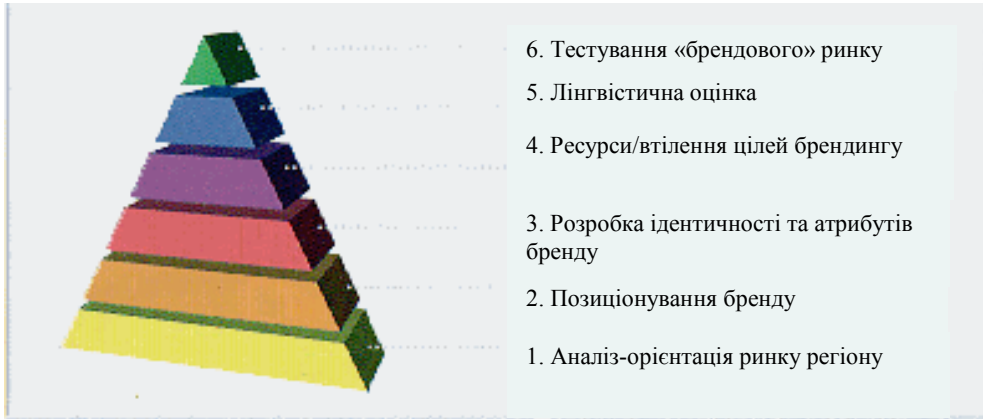 6. Тестування «брендового» ринку
5. Лінгвістична оцінка
4. Ресурси/втілення цілей брендингу
3. Розробка ідентичності та атрибутів
бренду
2. Позиціонування бренду
1. Аналіз-орієнтація ринку регіону